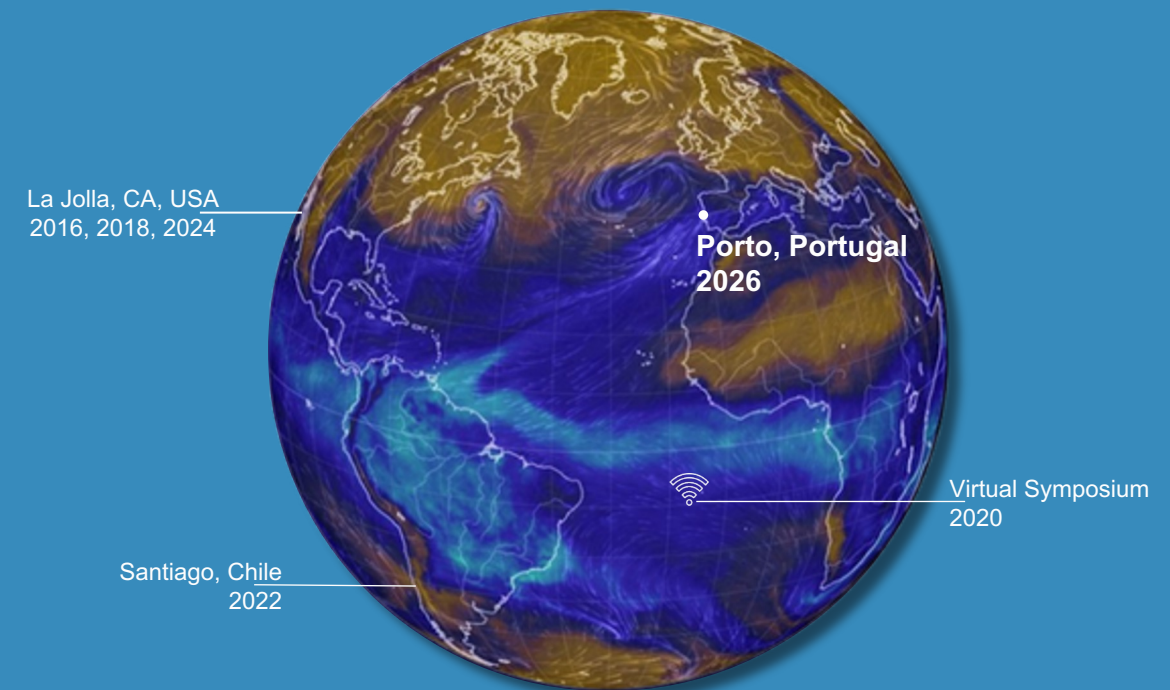 La Jolla, CA, USA
2016, 2018, 2024
Porto, Portugal
2026
Virtual Symposium
2020
Santiago, Chile
2022